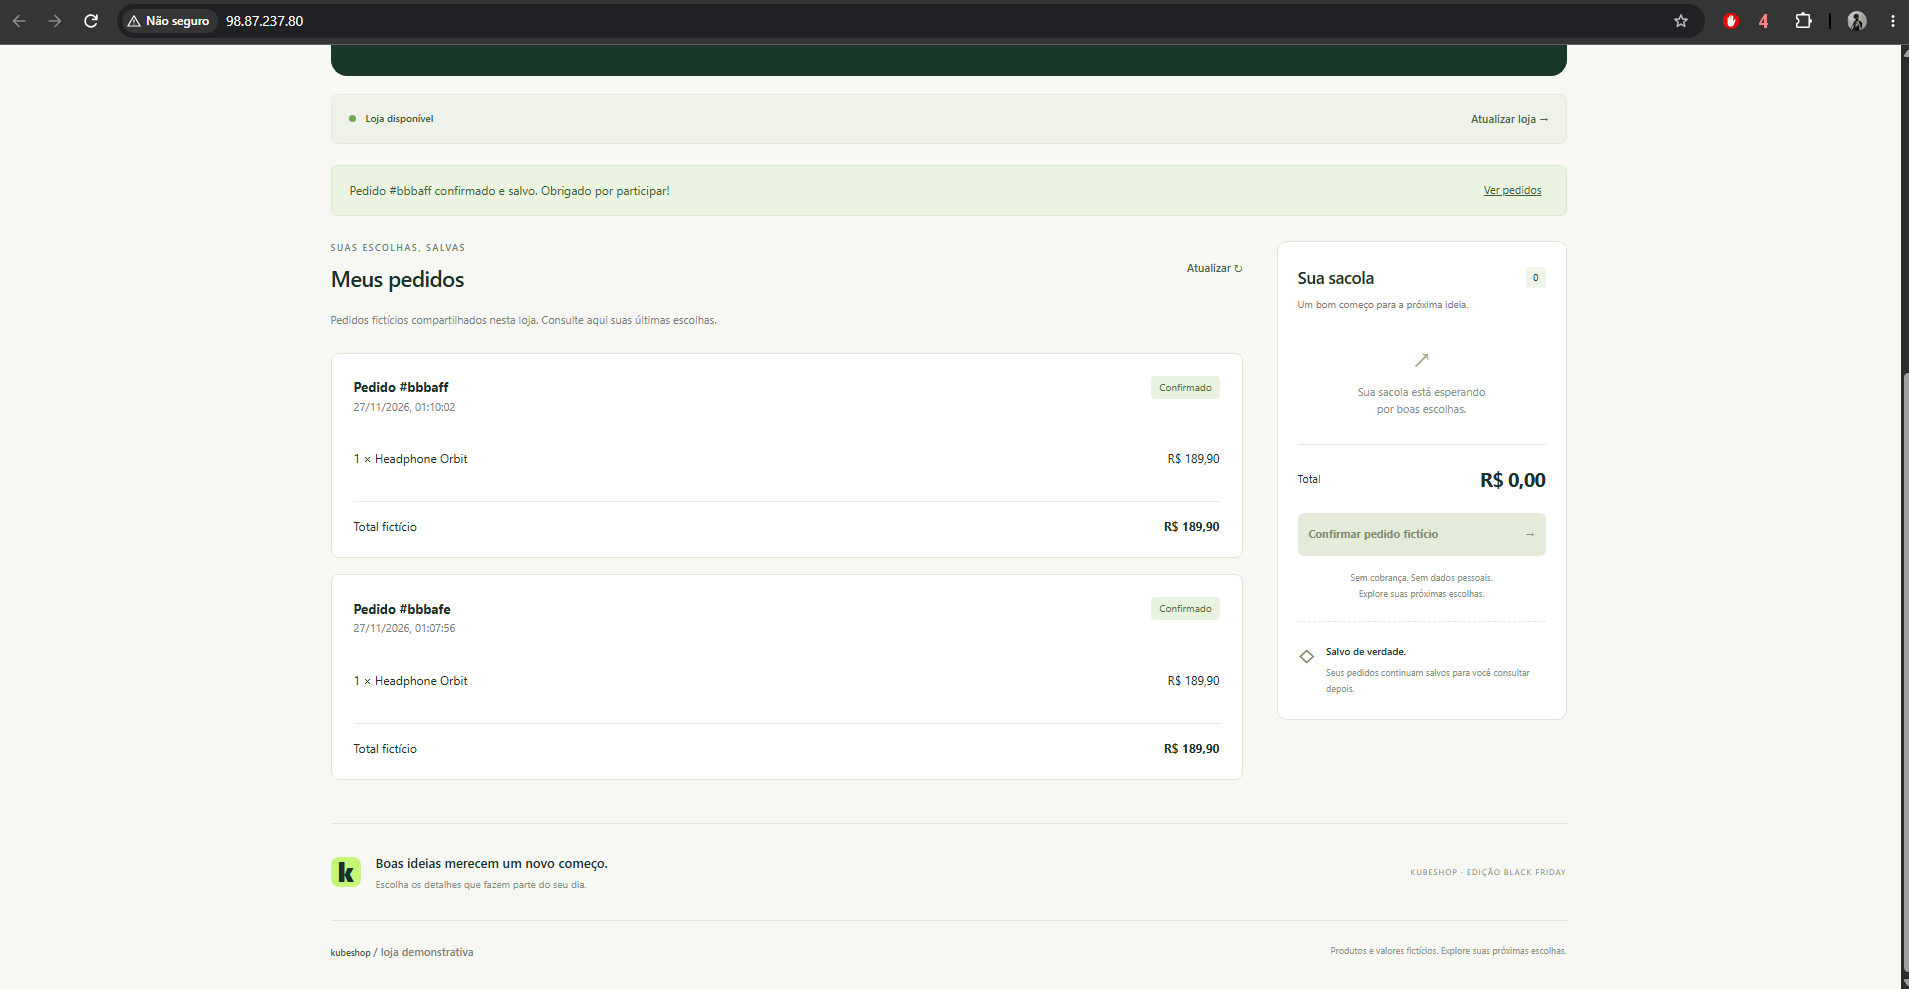 Não seguro
98.87.237.80
4
Loja disponível
Atualizar loja →
Pedido #bbbaff confirmado e salvo. Obrigado por participar!
Ver pedidos
SUAS ESCOLHAS, SALVAS
Meus pedidos
Atualizar ↻
Pedidos fictícios compartilhados nesta loja. Consulte aqui suas últimas escolhas.
Pedido #bbbaff
Confirmado
27/11/2026, 01:10:02
1 × Headphone Orbit
R$ 189,90
Total fictício
R$ 189,90
Pedido #bbbafe
Confirmado
27/11/2026, 01:07:56
1 × Headphone Orbit
R$ 189,90
Total fictício
R$ 189,90
Sua sacola
0
Um bom começo para a próxima ideia.
↗
Sua sacola está esperando
por boas escolhas.
Total
R$ 0,00
Confirmar pedido fictício →
Sem cobrança. Sem dados pessoais.
Explore suas próximas escolhas.
Salvo de verdade.
Seus pedidos continuam salvos para você consultar
depois.
k
Boas ideias merecem um novo começo.
Escolha os detalhes que fazem parte do seu dia.
KUBESHOP · EDIÇÃO BLACK FRIDAY
kubeshop / loja demonstrativa
Produtos e valores fictícios. Explore suas próximas escolhas.